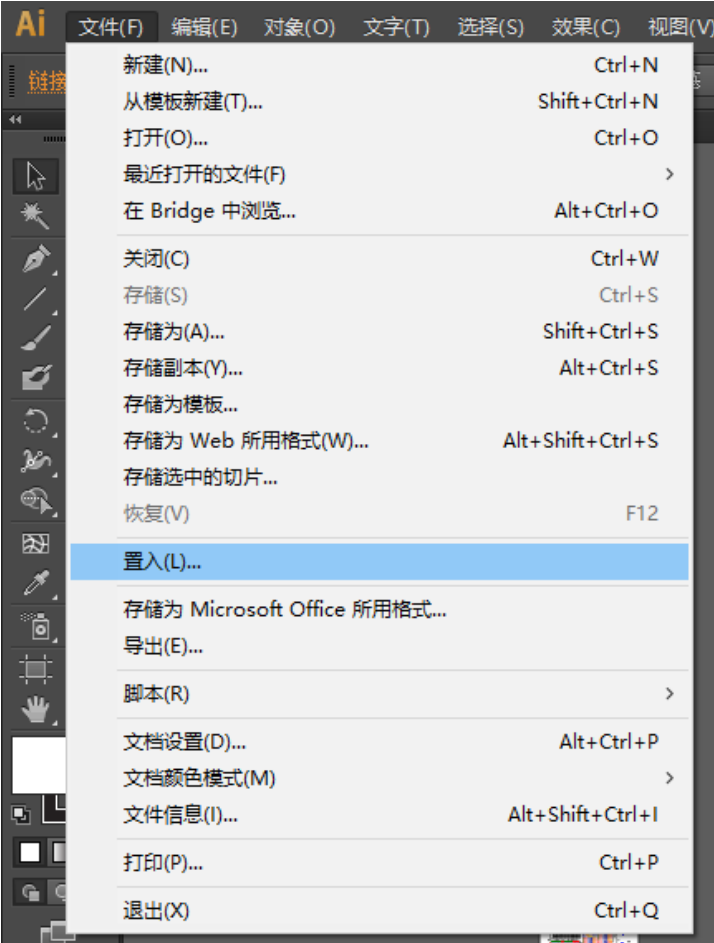 Ai 文件(F) 编辑(E) 对象(O) 文字(T) 选择(S) 效果(C) 视图(V)
链接
新建(N)... Ctrl+N
从模板新建(T)... Shift+Ctrl+N
打开(O)... Ctrl+O
最近打开的文件(F)
在 Bridge 中浏览... Alt+Ctrl+O
关闭(C) Ctrl+W
存储(S) Ctrl+S
存储为(A)... Shift+Ctrl+S
存储副本(Y)... Alt+Ctrl+S
存储为模板...
存储为 Web 所用格式(W)... Alt+Shift+Ctrl+S
存储选中的切片...
恢复(V) F12
置入(L)...
存储为 Microsoft Office 所用格式...
导出(E)...
脚本(R)
文档设置(D)... Alt+Ctrl+P
文档颜色模式(M)
文件信息(I)... Alt+Shift+Ctrl+I
打印(P)... Ctrl+P
退出(X) Ctrl+Q